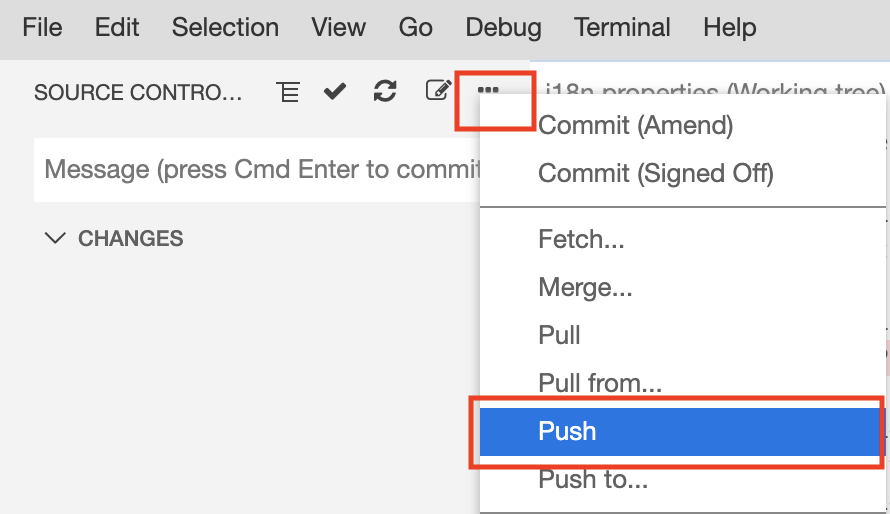 File Edit Selection View Go Debug Terminal Help
SOURCE CONTRO...
i18n.properties (Working tree)
Message (press Cmd Enter to commit
CHANGES
Commit (Amend)
Commit (Signed Off)
Fetch...
Merge...
Pull
Pull from...
Push
Push to...